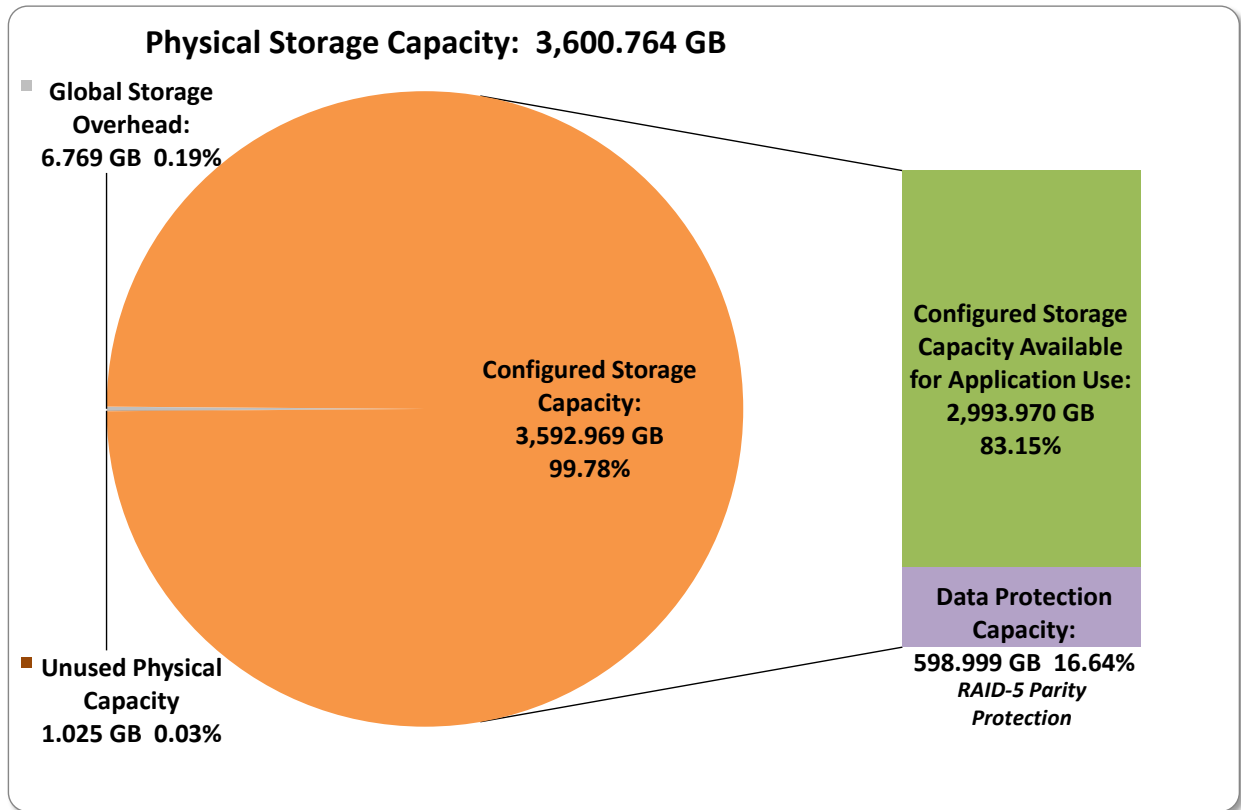 Physical Storage Capacity: 3,600.764 GB
Global Storage
Overhead:
6.769 GB 0.19%
Configured Storage
Capacity:
3,592.969 GB
99.78%
Configured Storage
Capacity Available
for Application Use:
2,993.970 GB
83.15%
Data Protection
Capacity:
598.999 GB 16.64%
RAID-5 Parity
Protection
Unused Physical
Capacity
1.025 GB 0.03%